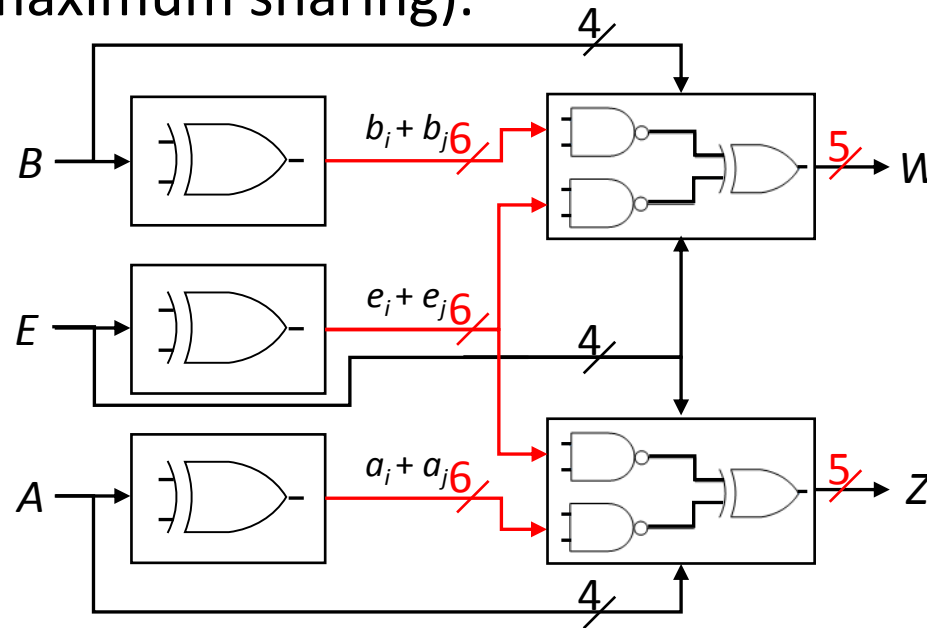 maximum sharing):
4
B
bᵢ + bⱼ 6
5
W
E
eᵢ + eⱼ 6
4
A
aᵢ + aⱼ 6
5
Z
4